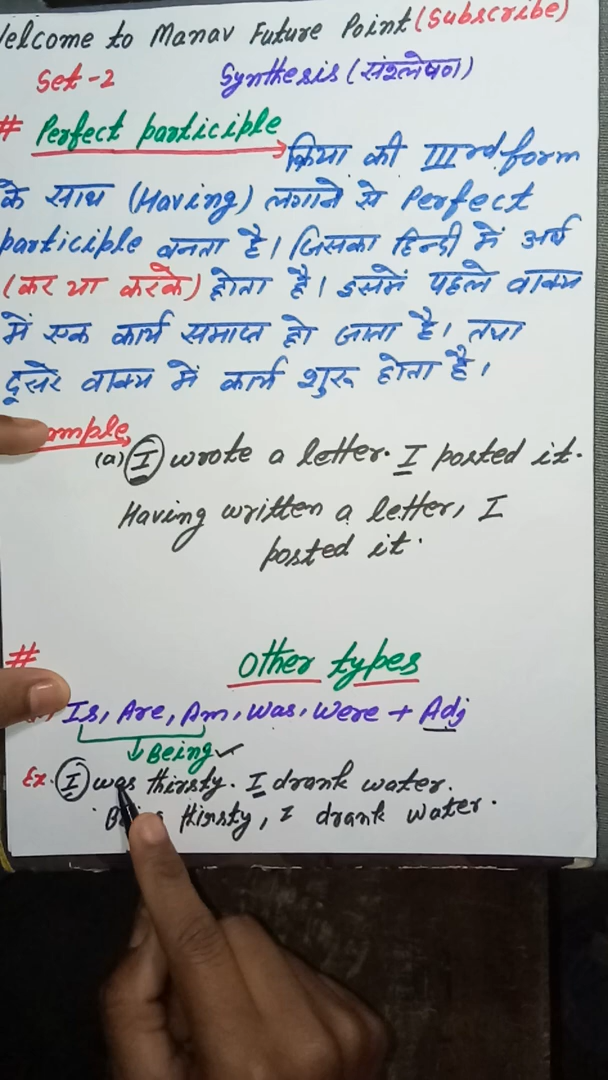 Welcome to Manav Future Point (Subscribe)
Set-2 Synthesis (संश्लेषण)
# Perfect participle
क्रिया की IIIrd form
के साथ (Having) लगाने से Perfect
participle बनता है। जिसका हिन्दी में अर्थ
(कर या करके) होता है। इसमें पहले वाक्य
में एक कार्य समाप्त हो जाता है। तथा
दूसरे वाक्य में कार्य शुरू होता है।
(a) I wrote a letter. I posted it.
Having written a letter, I
posted it.
# Other types
Is, Are, Am, was, were + Adj
Being
Ex. I was thirsty. I drank water.
Being thirsty, I drank water.